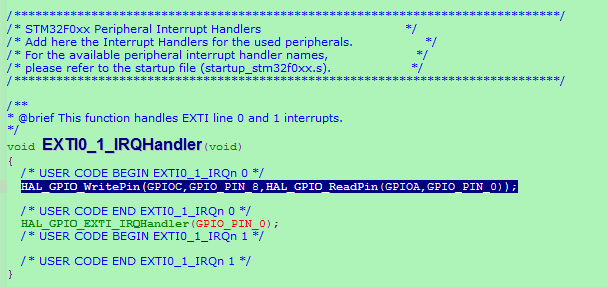 /******************************************************************************/
/* STM32F0xx Peripheral Interrupt Handlers */
/* Add here the Interrupt Handlers for the used peripherals. */
/* For the available peripheral interrupt handler names, */
/* please refer to the startup file (startup_stm32f0xx.s). */
/******************************************************************************/
/**
* @brief This function handles EXTI line 0 and 1 interrupts.
*/
void EXTI0_1_IRQHandler(void)
{
/* USER CODE BEGIN EXTI0_1_IRQn 0 */
HAL_GPIO_WritePin(GPIOC,GPIO_PIN_8,HAL_GPIO_ReadPin(GPIOA,GPIO_PIN_0));
/* USER CODE END EXTI0_1_IRQn 0 */
HAL_GPIO_EXTI_IRQHandler(GPIO_PIN_0);
/* USER CODE BEGIN EXTI0_1_IRQn 1 */
/* USER CODE END EXTI0_1_IRQn 1 */
}